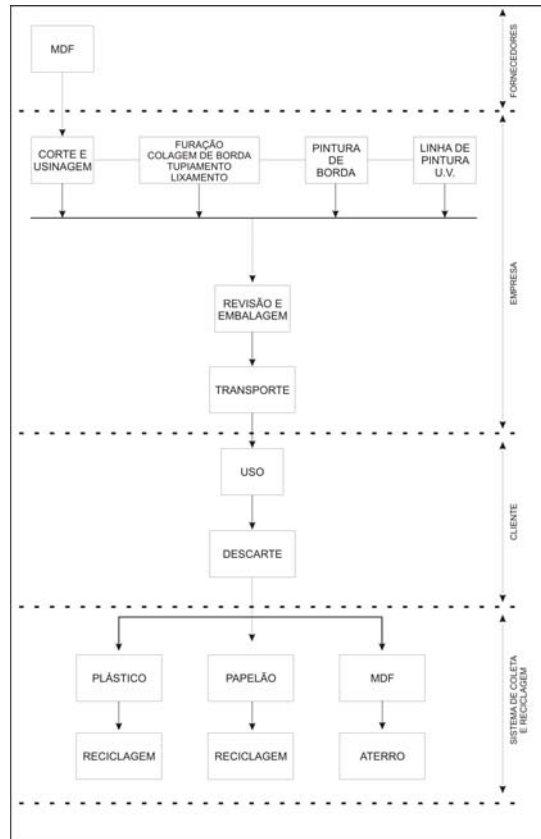 MDF
FORNECEDORES
CORTE E
USINAGEM
FURAÇÃO
COLAGEM DE BORDA
TUPIAMENTO
LIXAMENTO
PINTURA
DE
BORDA
LINHA DE
PINTURA
U.V.
EMPRESA
REVISÃO E
EMBALAGEM
TRANSPORTE
USO
CLIENTE
DESCARTE
PLÁSTICO
PAPELÃO
MDF
SISTEMA DE COLETA
E RECICLAGEM
RECICLAGEM
RECICLAGEM
ATERRO